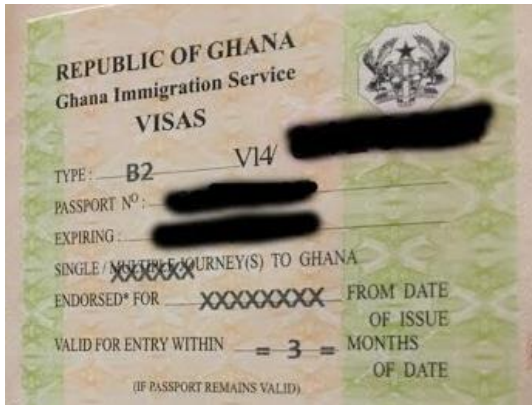 REPUBLIC OF GHANA
Ghana Immigration Service
VISAS
V14/
TYPE: B2
PASSPORT Nº:
EXPIRING:
SINGLE / MULTIPLE JOURNEY(S) TO GHANA
ENDORSED* FOR XXXXXXXX FROM DATE
OF ISSUE
VALID FOR ENTRY WITHIN = 3 = MONTHS
OF DATE
(IF PASSPORT REMAINS VALID)